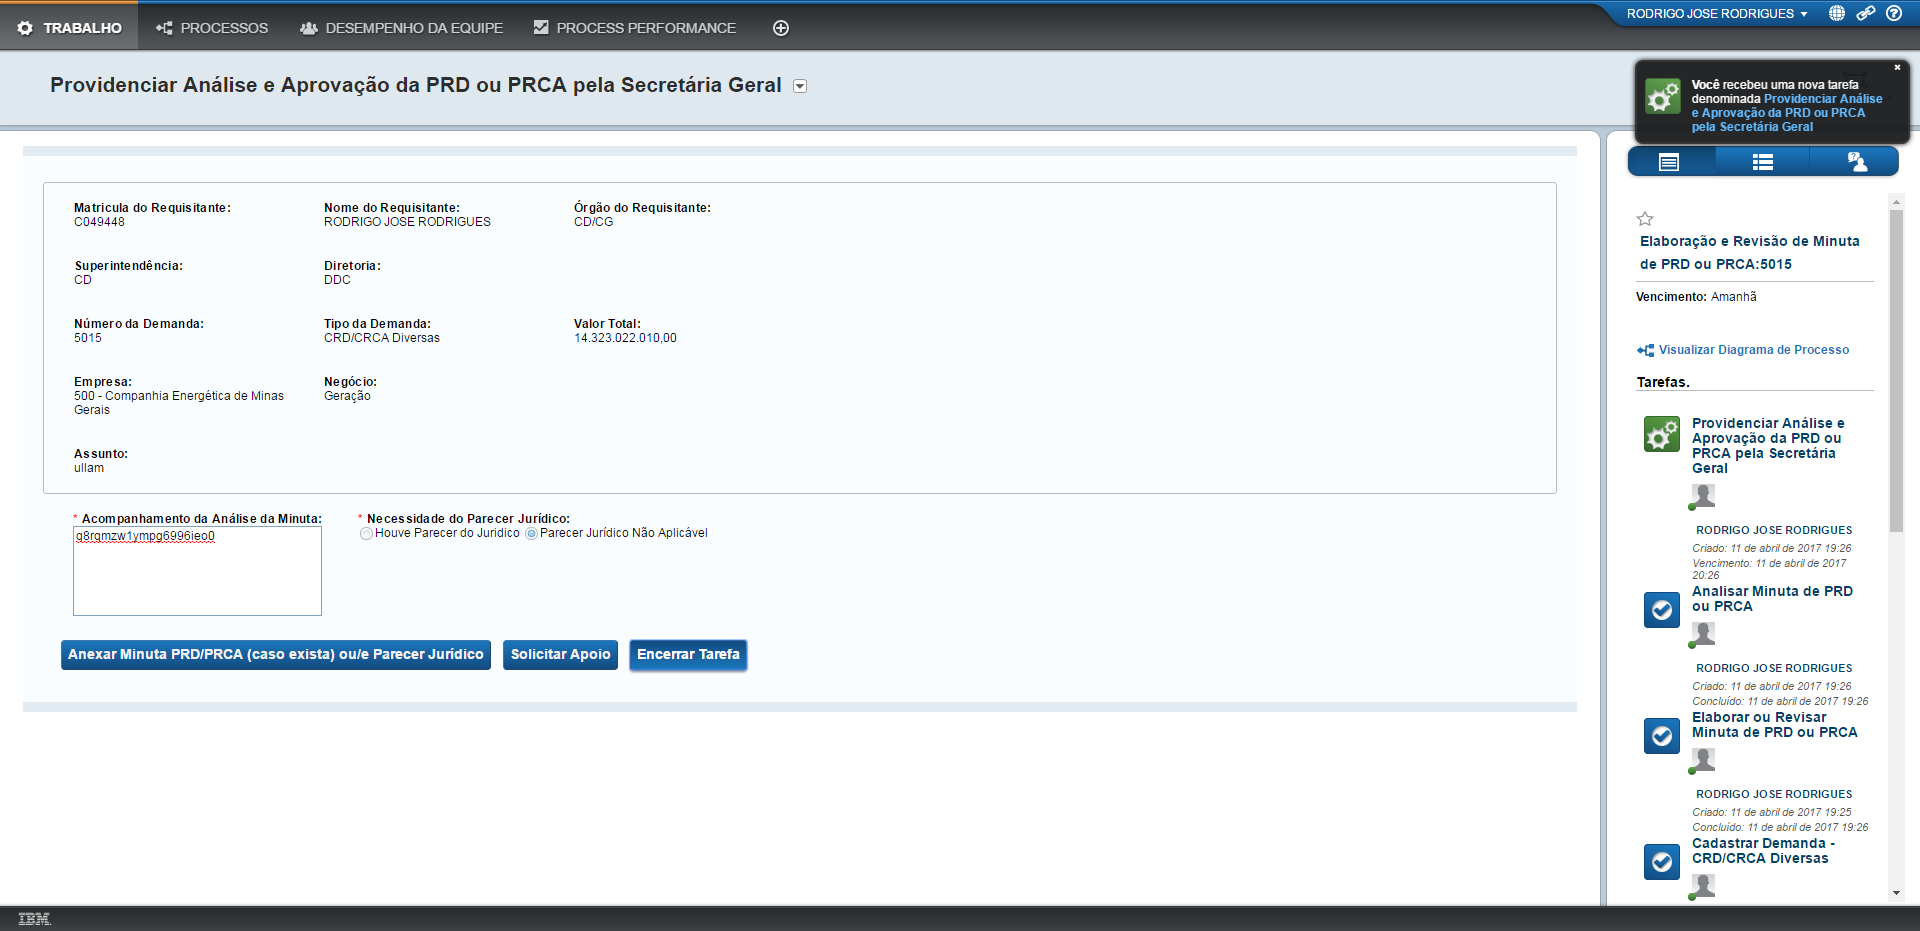 TRABALHO
PROCESSOS
DESEMPENHO DA EQUIPE
PROCESS PERFORMANCE
RODRIGO JOSE RODRIGUES
Providenciar Análise e Aprovação da PRD ou PRCA pela Secretária Geral
Você recebeu uma nova tarefa
denominada Providenciar Análise
e Aprovação da PRD ou PRCA
pela Secretária Geral
Matricula do Requisitante:
C049448
Nome do Requisitante:
RODRIGO JOSE RODRIGUES
Órgão do Requisitante:
CD/CG
Superintendência:
CD
Diretoria:
DDC
Número da Demanda:
5015
Tipo da Demanda:
CRD/CRCA Diversas
Valor Total:
14.323.022.010,00
Empresa:
500 - Companhia Energética de Minas
Gerais
Negócio:
Geração
Assunto:
ullam
* Acompanhamento da Análise da Minuta:
q8rqmzw1ympg6996ieo0
* Necessidade do Parecer Jurídico:
Houve Parecer do Juridico
Parecer Jurídico Não Aplicável
Anexar Minuta PRD/PRCA (caso exista) ou/e Parecer Jurídico
Solicitar Apoio
Encerrar Tarefa
Elaboração e Revisão de Minuta
de PRD ou PRCA:5015
Vencimento: Amanhã
Visualizar Diagrama de Processo
Tarefas.
Providenciar Análise e
Aprovação da PRD ou
PRCA pela Secretária
Geral
RODRIGO JOSE RODRIGUES
Criado: 11 de abril de 2017 19:26
Vencimento: 11 de abril de 2017
20:26
Analisar Minuta de PRD
ou PRCA
RODRIGO JOSE RODRIGUES
Criado: 11 de abril de 2017 19:26
Concluído: 11 de abril de 2017 19:26
Elaborar ou Revisar
Minuta de PRD ou PRCA
RODRIGO JOSE RODRIGUES
Criado: 11 de abril de 2017 19:25
Concluído: 11 de abril de 2017 19:26
Cadastrar Demanda -
CRD/CRCA Diversas
IBM.